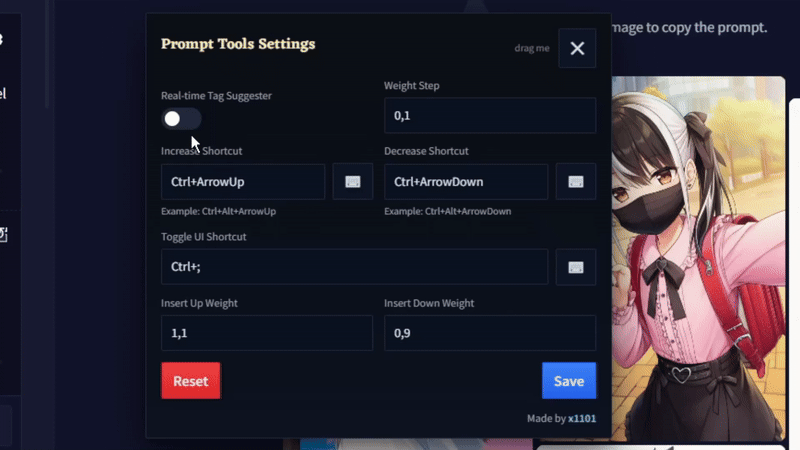 mage to copy the prompt.
Prompt Tools Settings
drag me
el
Real-time Tag Suggester
Weight Step
0,1
Increase Shortcut
Decrease Shortcut
Ctrl+ArrowUp
Ctrl+ArrowDown
Example: Ctrl+Alt+ArrowUp
Example: Ctrl+Alt+ArrowDown
Toggle UI Shortcut
Ctrl+;
Insert Up Weight
Insert Down Weight
1,1
0,9
Reset
Save
Made by x1101